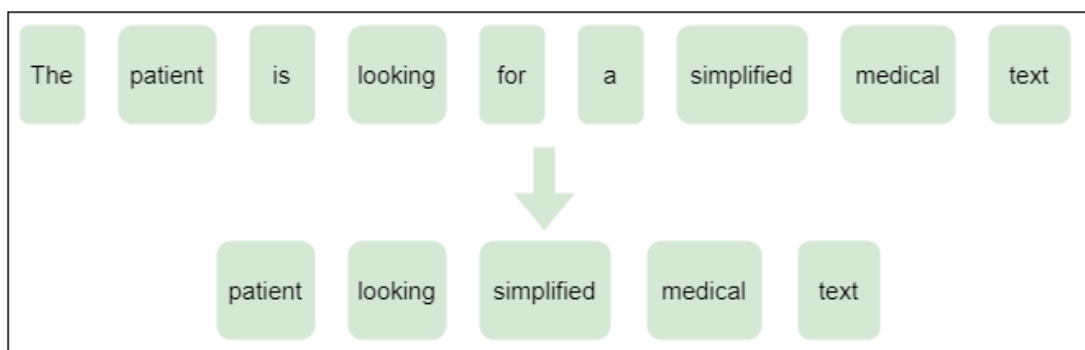 The patient is looking for a simplified medical text
patient looking simplified medical text